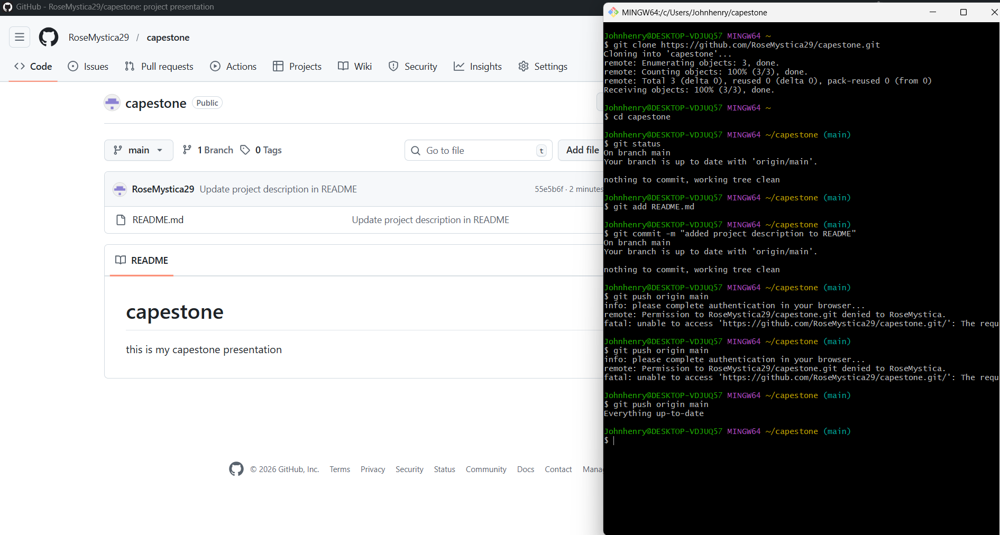 GitHub - RoseMystica29/capestone: project presentation
RoseMystica29 / capestone
Code Issues Pull requests Actions Projects Wiki Security Insights Settings
capestone Public
main 1 Branch 0 Tags Go to file t Add file
RoseMystica29 Update project description in README 55e5b6f · 2 minutes
README.md Update project description in README
README
capestone
this is my capestone presentation
© 2026 GitHub, Inc. Terms Privacy Security Status Community Docs Contact Mana
MINGW64:/c/Users/Johnhenry/capestone
Johnhenry@DESKTOP-VDJUQ57 MINGW64 ~
$ git clone https://github.com/RoseMystica29/capestone.git
Cloning into 'capestone'...
remote: Enumerating objects: 3, done.
remote: Counting objects: 100% (3/3), done.
remote: Total 3 (delta 0), reused 0 (delta 0), pack-reused 0 (from 0)
Receiving objects: 100% (3/3), done.
Johnhenry@DESKTOP-VDJUQ57 MINGW64 ~
$ cd capestone
Johnhenry@DESKTOP-VDJUQ57 MINGW64 ~/capestone (main)
$ git status
On branch main
Your branch is up to date with 'origin/main'.
nothing to commit, working tree clean
Johnhenry@DESKTOP-VDJUQ57 MINGW64 ~/capestone (main)
$ git add README.md
Johnhenry@DESKTOP-VDJUQ57 MINGW64 ~/capestone (main)
$ git commit -m "added project description to README"
On branch main
Your branch is up to date with 'origin/main'.
nothing to commit, working tree clean
Johnhenry@DESKTOP-VDJUQ57 MINGW64 ~/capestone (main)
$ git push origin main
info: please complete authentication in your browser...
remote: Permission to RoseMystica29/capestone.git denied to RoseMystica.
fatal: unable to access 'https://github.com/RoseMystica29/capestone.git/': The requ
Johnhenry@DESKTOP-VDJUQ57 MINGW64 ~/capestone (main)
$ git push origin main
info: please complete authentication in your browser...
remote: Permission to RoseMystica29/capestone.git denied to RoseMystica.
fatal: unable to access 'https://github.com/RoseMystica29/capestone.git/': The requ
Johnhenry@DESKTOP-VDJUQ57 MINGW64 ~/capestone (main)
$ git push origin main
Everything up-to-date
Johnhenry@DESKTOP-VDJUQ57 MINGW64 ~/capestone (main)
$